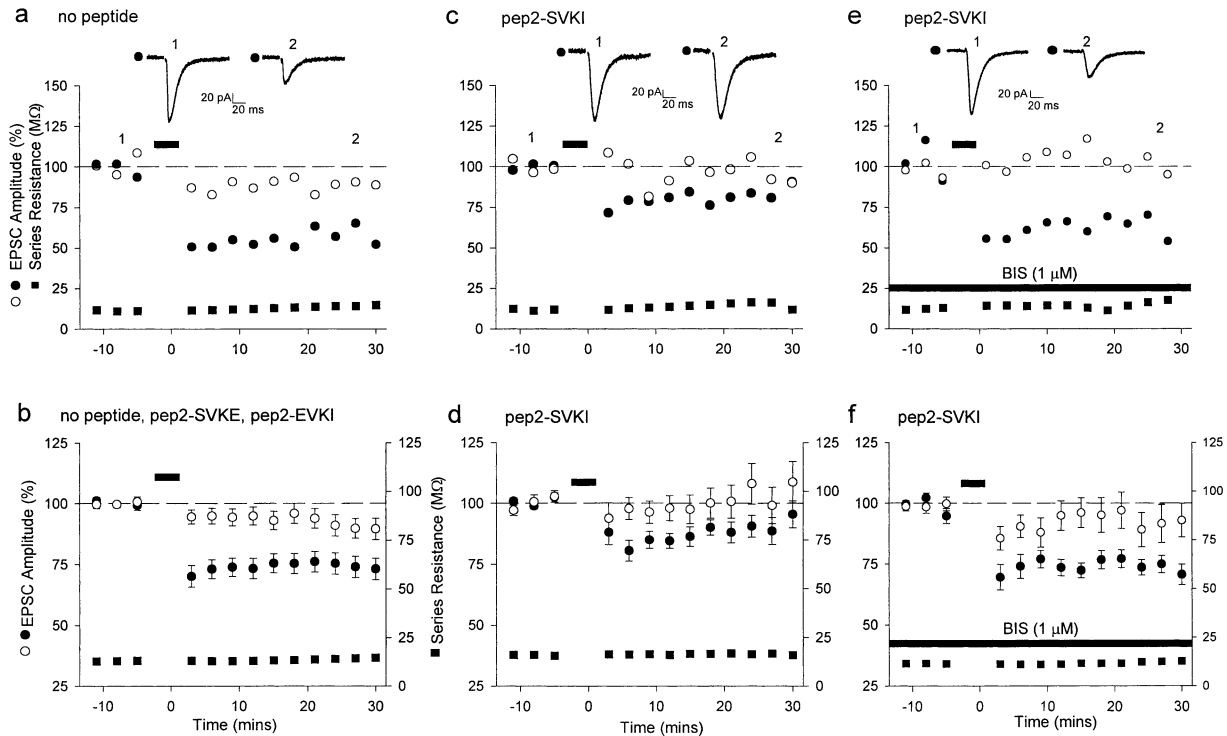 a no peptide
1 2
20 pA
20 ms
150
125
100
75
50
25
0
1 2
EPSC Amplitude (%)
Series Resistance (MΩ)
-10 0 10 20 30
c pep2-SVKI
1 2
20 pA
20 ms
150
125
100
75
50
25
0
1 2
-10 0 10 20 30
e pep2-SVKI
1 2
20 pA
20 ms
150
125
100
75
50
25
0
1 2
BIS (1 μM)
-10 0 10 20 30
b no peptide, pep2-SVKE, pep2-EVKI
125
100
75
50
25
EPSC Amplitude (%)
125
100
75
50
25
0
Series Resistance (MΩ)
-10 0 10 20 30
Time (mins)
d pep2-SVKI
125
100
75
50
25
125
100
75
50
25
0
-10 0 10 20 30
Time (mins)
f pep2-SVKI
125
100
75
50
25
BIS (1 μM)
125
100
75
50
25
0
-10 0 10 20 30
Time (mins)